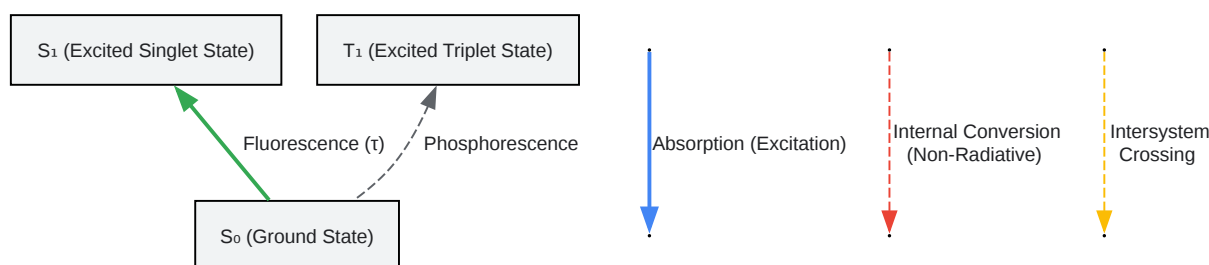 S₁ (Excited Singlet State)
T₁ (Excited Triplet State)
Fluorescence (τ)
Phosphorescence
Absorption (Excitation)
Internal Conversion
(Non-Radiative)
Intersystem
Crossing
S₀ (Ground State)